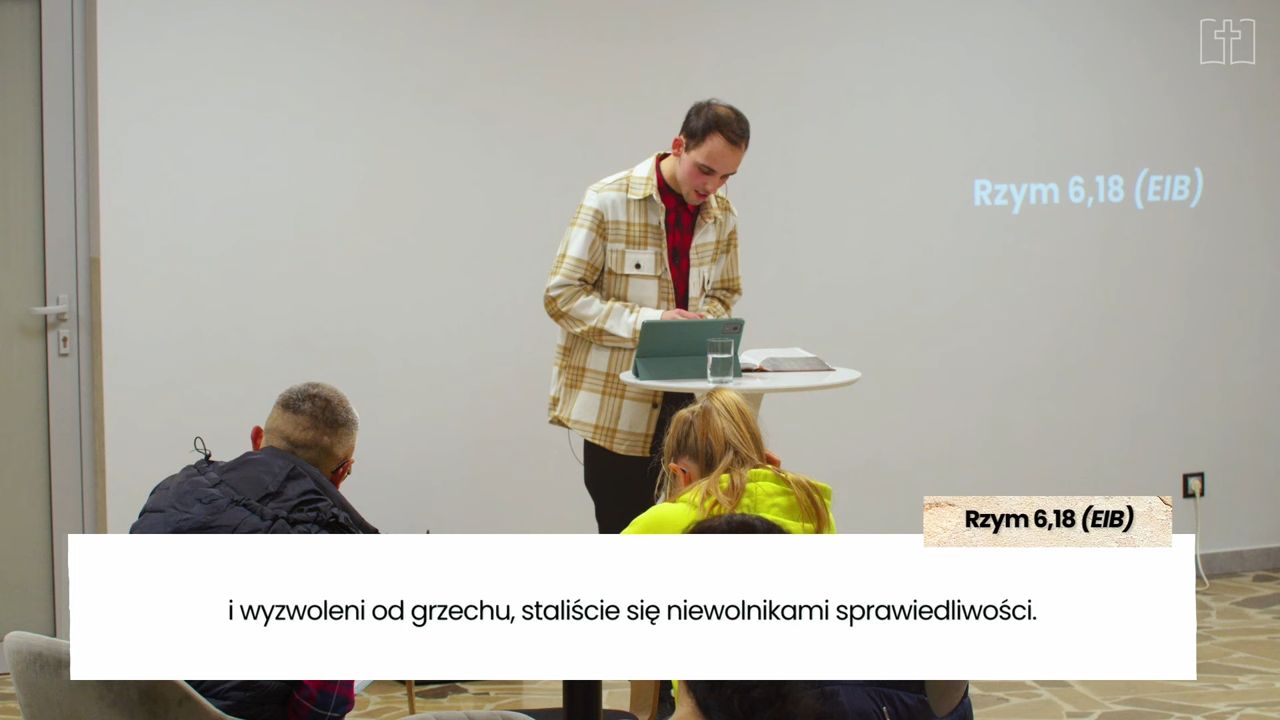 Rzym 6,18 (EIB)
Rzym 6,18 (EIB)
i wyzwoleni od grzechu, staliście się niewolnikami sprawiedliwości.